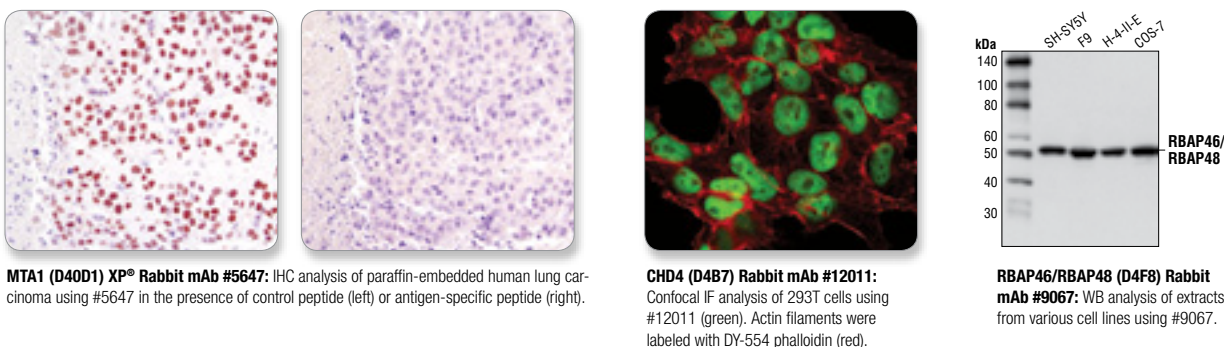 SH-SY5Y
F9
H-4-II-E
COS-7
kDa
140
100
80
60
50
40
30
RBAP46/
RBAP48
MTA1 (D40D1) XP® Rabbit mAb #5647: IHC analysis of paraffin-embedded human lung car-
cinoma using #5647 in the presence of control peptide (left) or antigen-specific peptide (right).
CHD4 (D4B7) Rabbit mAb #12011:
Confocal IF analysis of 293T cells using
#12011 (green). Actin filaments were
labeled with DY-554 phalloidin (red).
RBAP46/RBAP48 (D4F8) Rabbit
mAb #9067: WB analysis of extracts
from various cell lines using #9067.